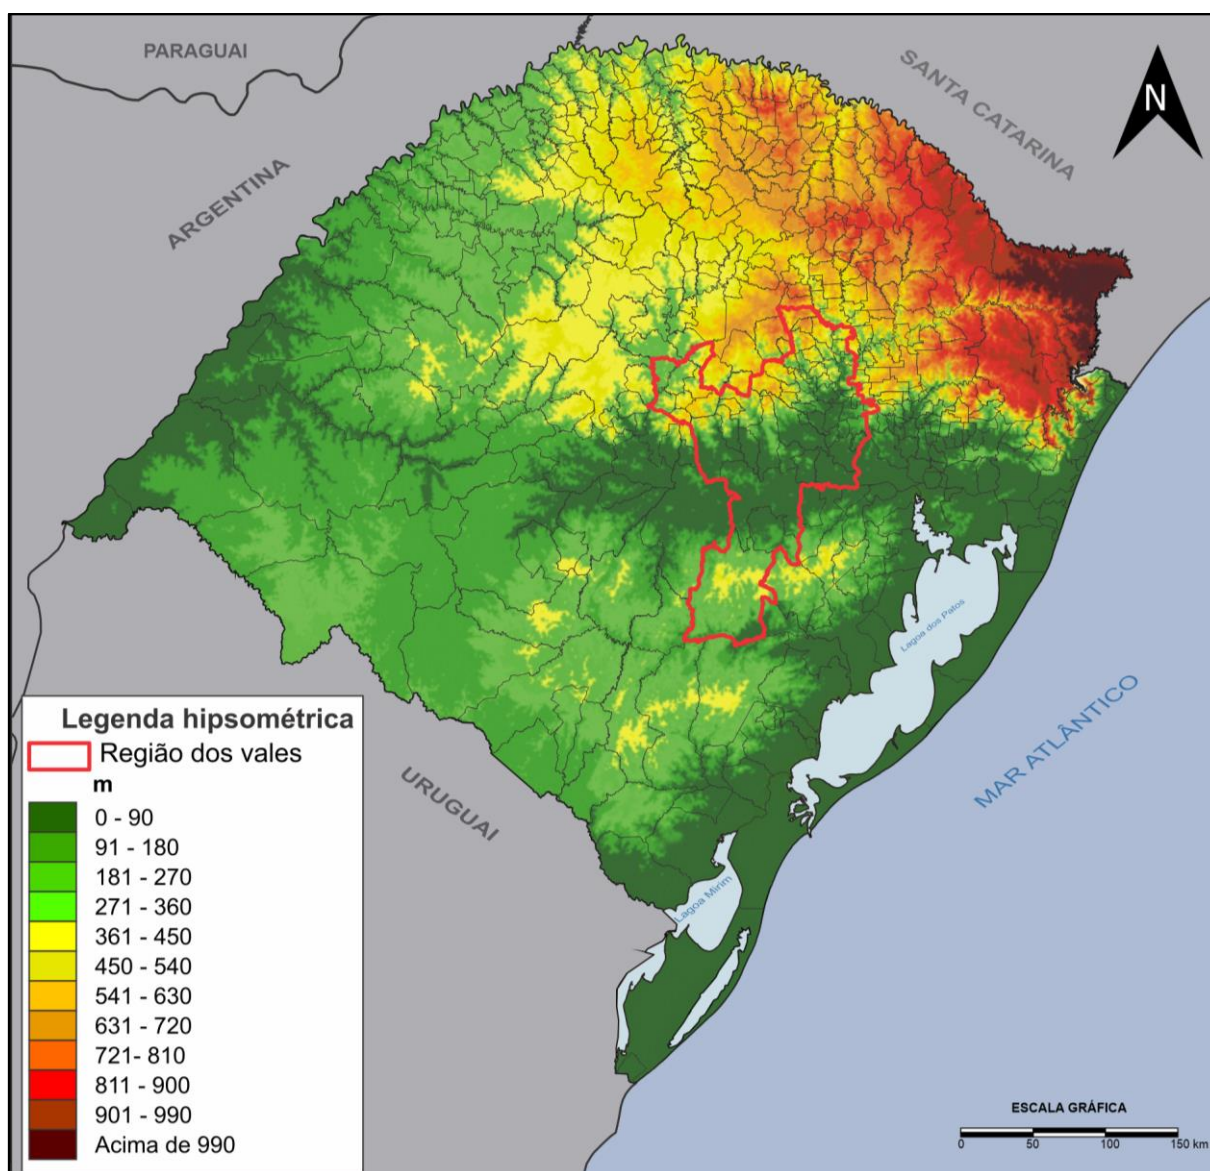 PARAGUAI
SANTA CATARINA
N
ARGENTINA
Lagoa dos Patos
MAR ATLÂNTICO
URUGUAI
Lagoa Mirim
Legenda hipsométrica
Região dos vales
m
0 - 90
91 - 180
181 - 270
271 - 360
361 - 450
450 - 540
541 - 630
631 - 720
721- 810
811 - 900
901 - 990
Acima de 990
ESCALA GRÁFICA
0 50 100 150 km